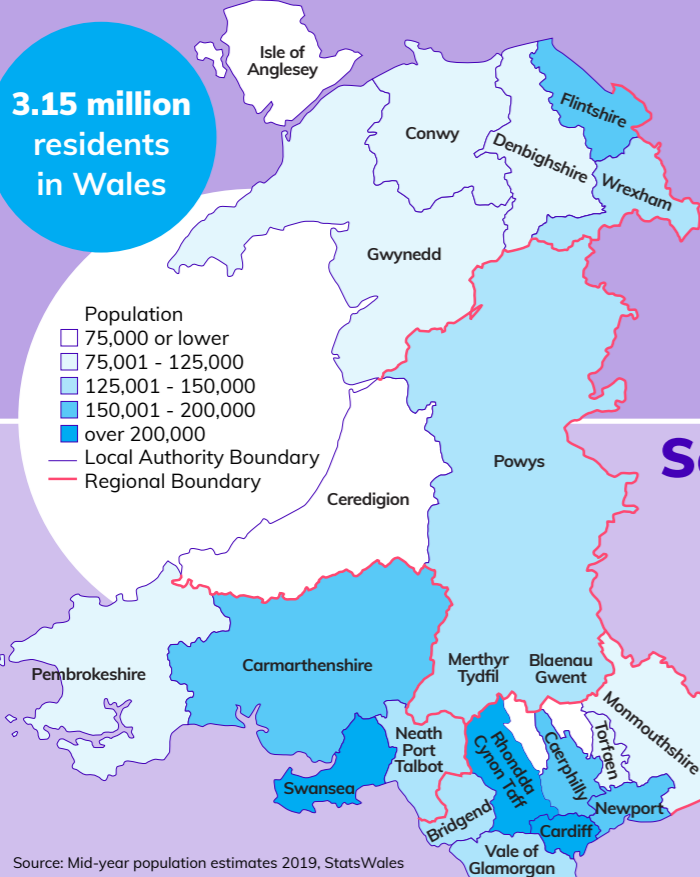 3.15 million
residents
in Wales
Isle of
Anglesey
Conwy
Denbighshire
Flintshire
Wrexham
Gwynedd
Population
75,000 or lower
75,001 - 125,000
125,001 - 150,000
150,001 - 200,000
over 200,000
Local Authority Boundary
Regional Boundary
Powys
Ceredigion
Pembrokeshire
Carmarthenshire
Merthyr
Tydfil
Blaenau
Gwent
Monmouthshire
Neath
Port
Talbot
Rhondda
Cynon Taff
Caerphilly
Torfaen
Swansea
Bridgend
Newport
Cardiff
Vale of
Glamorgan
Source: Mid-year population estimates 2019, StatsWales